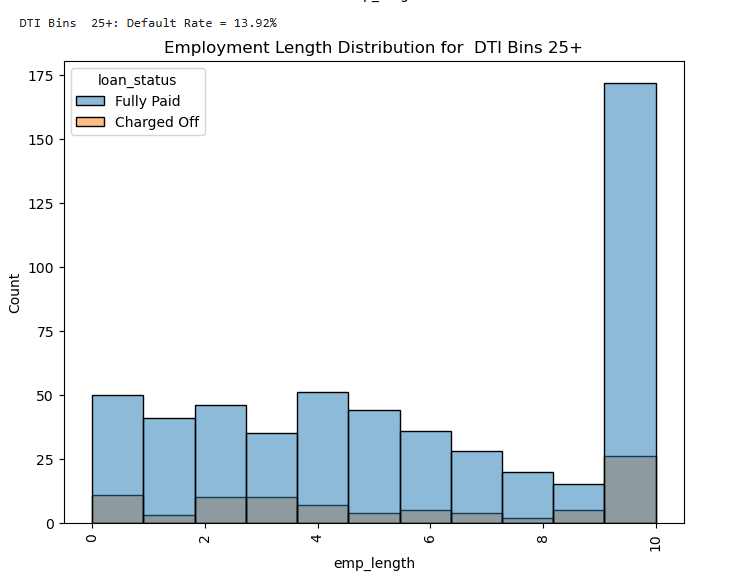 DTI Bins  25+: Default Rate = 13.92%
Employment Length Distribution for  DTI Bins 25+
loan_status
Fully Paid
Charged Off
175
150
125
100
75
50
25
0
Count
0 2 4 6 8 10
emp_length